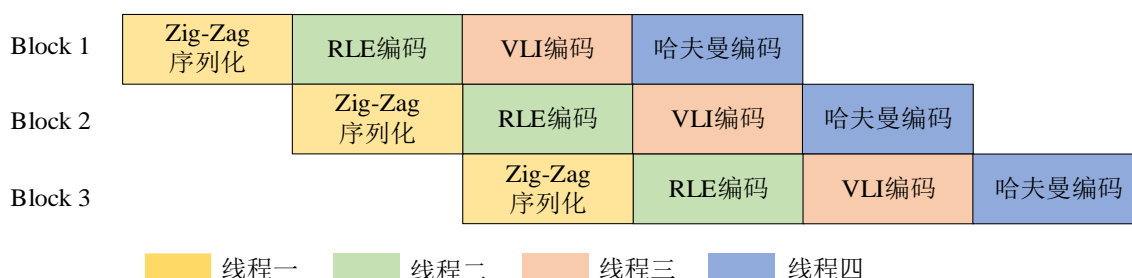 Block 1
Zig-Zag
序列化
RLE编码
VLI编码
哈夫曼编码
Block 2
Zig-Zag
序列化
RLE编码
VLI编码
哈夫曼编码
Block 3
Zig-Zag
序列化
RLE编码
VLI编码
哈夫曼编码
线程一
线程二
线程三
线程四